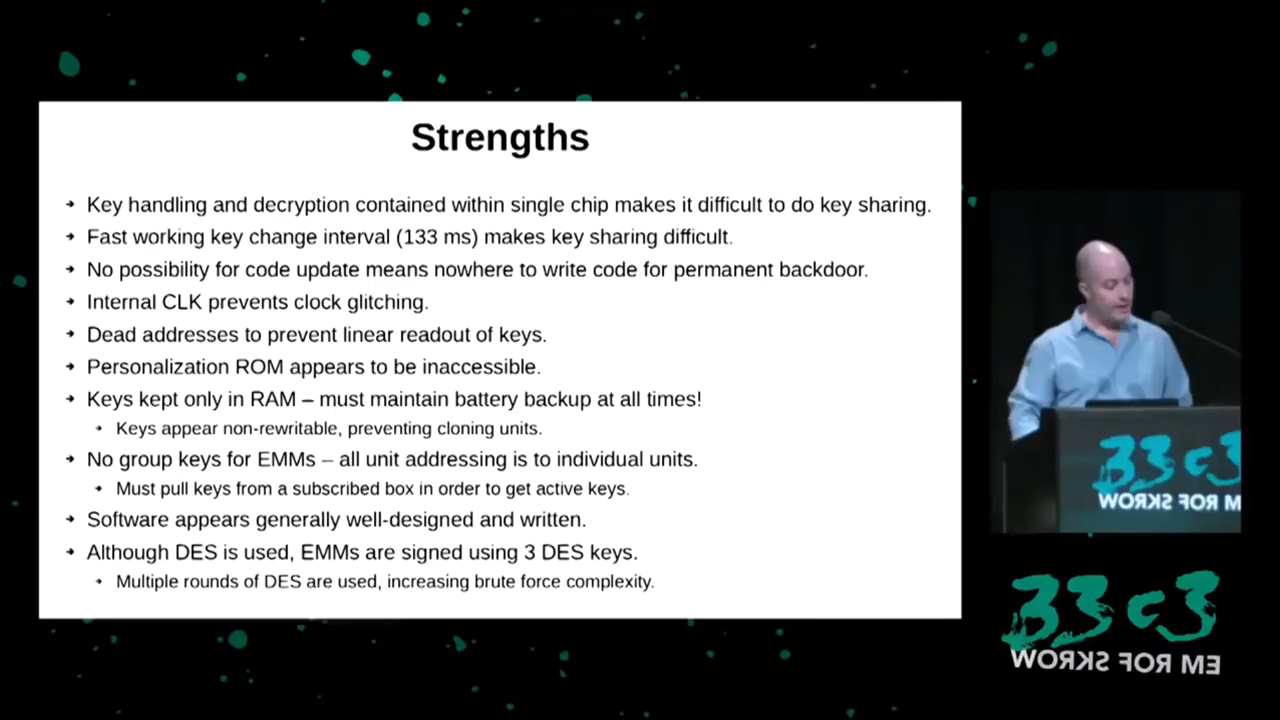 Strengths
Key handling and decryption contained within single chip makes it difficult to do key sharing.
Fast working key change interval (133 ms) makes key sharing difficult.
No possibility for code update means nowhere to write code for permanent backdoor.
Internal CLK prevents clock glitching.
Dead addresses to prevent linear readout of keys.
Personalization ROM appears to be inaccessible.
Keys kept only in RAM – must maintain battery backup at all times!
Keys appear non-rewritable, preventing cloning units.
No group keys for EMMs – all unit addressing is to individual units.
Must pull keys from a subscribed box in order to get active keys.
Software appears generally well-designed and written.
Although DES is used, EMMs are signed using 3 DES keys.
Multiple rounds of DES are used, increasing brute force complexity.
33c3
WORKS FOR M
33c3
WORKS FOR ME